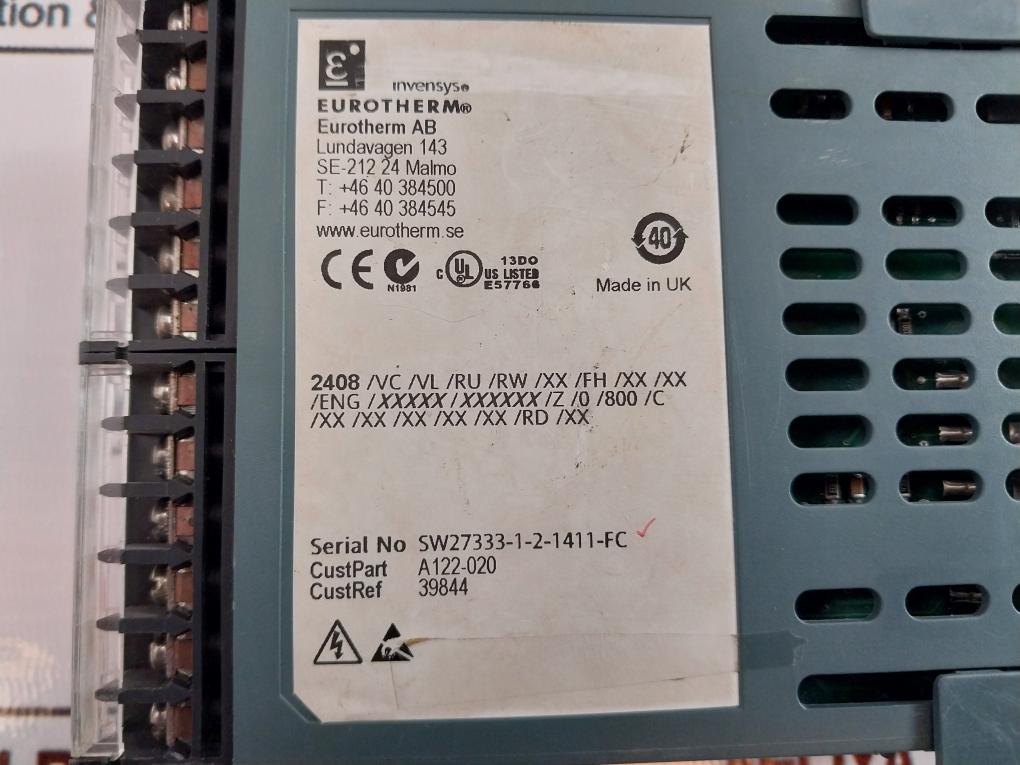 tion &
invensys
EUROTHERM®
Eurotherm AB
Lundavagen 143
SE-212 24 Malmo
T: +46 40 384500
F: +46 40 384545
www.eurotherm.se
CE
N1981
C UL US LISTED
13DO
E57766
40
Made in UK
2408 /VC /VL /RU /RW /XX /FH /XX /XX
/ENG /XXXXX /XXXXXX /Z /0 /800 /C
/XX /XX /XX /XX /XX /RD /XX
Serial No SW27333-1-2-1411-FC
CustPart A122-020
CustRef 39844